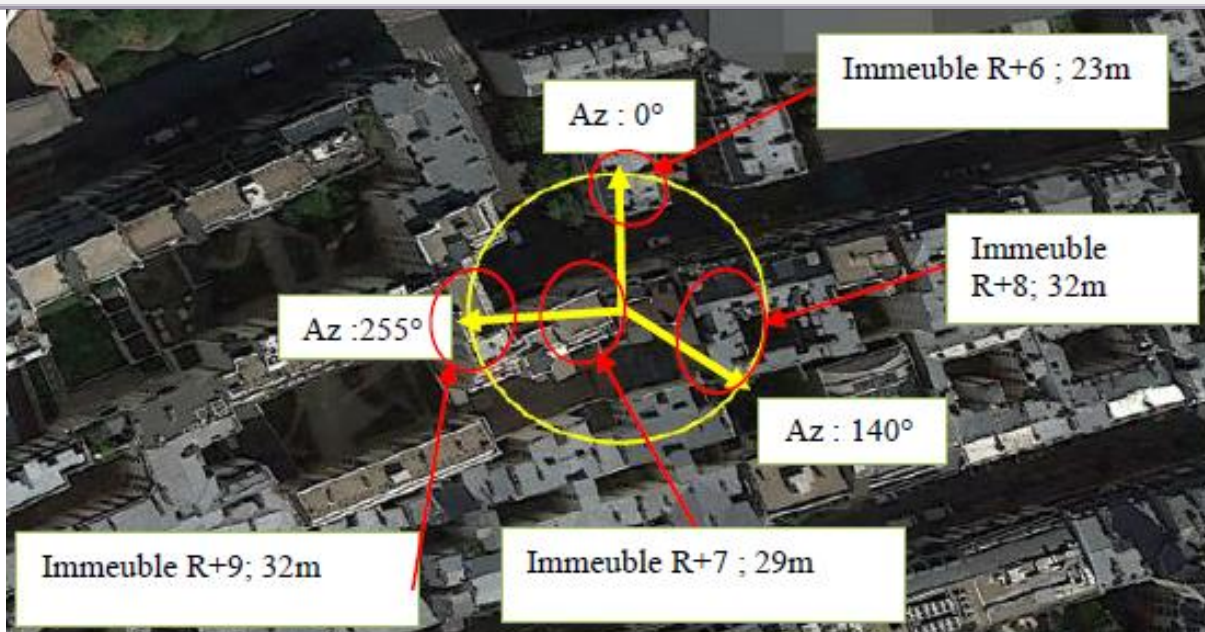 Immeuble R+6 ; 23m
Az : 0°
Immeuble
R+8; 32m
Az :255°
Az : 140°
Immeuble R+9; 32m
Immeuble R+7 ; 29m